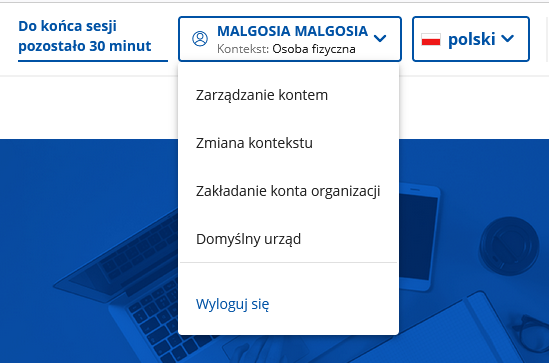 Do końca sesji
pozostało 30 minut
MALGOSIA MALGOSIA
Kontekst: Osoba fizyczna
polski
Zarządzanie kontem
Zmiana kontekstu
Zakładanie konta organizacji
Domyślny urząd
Wyloguj się